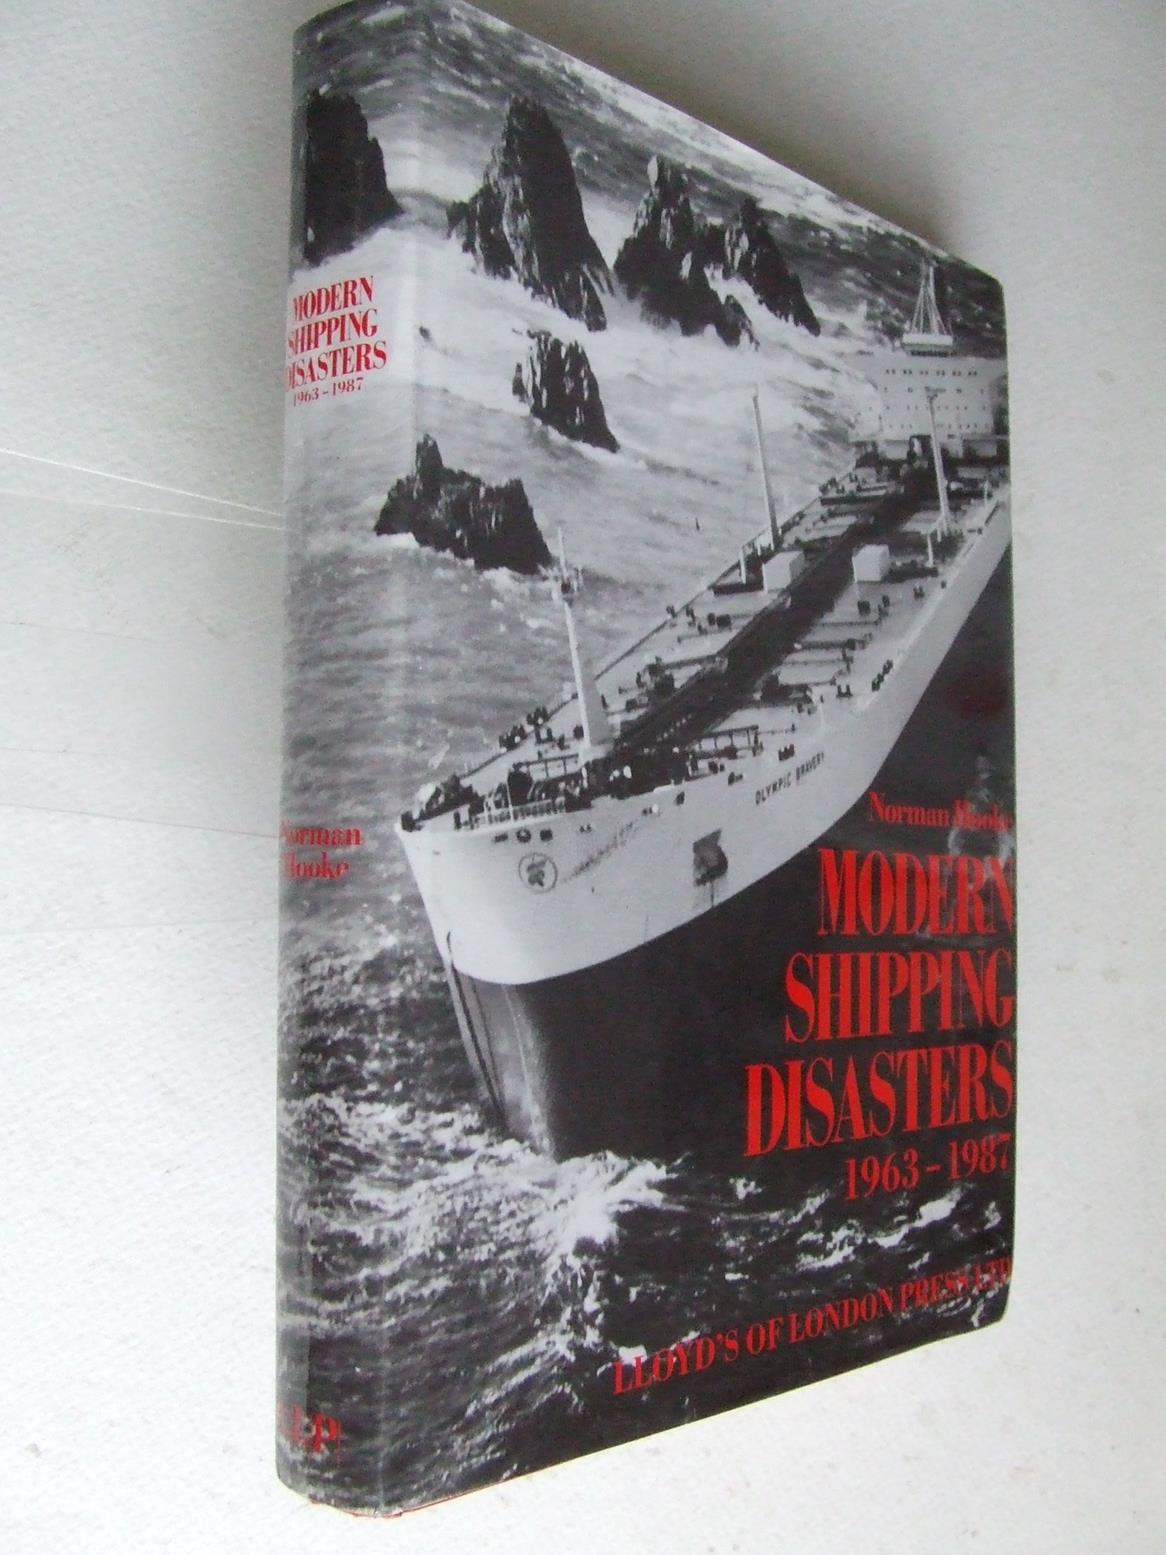 MODERN
SHIPPING
DISASTERS
1963-1987
Norman
Hooke
LLP
OLYMPIC BRAVERY
Norman Hooke
MODERN
SHIPPING
DISASTERS
1963-1987
LLOYD'S OF LONDON PRESS LTD